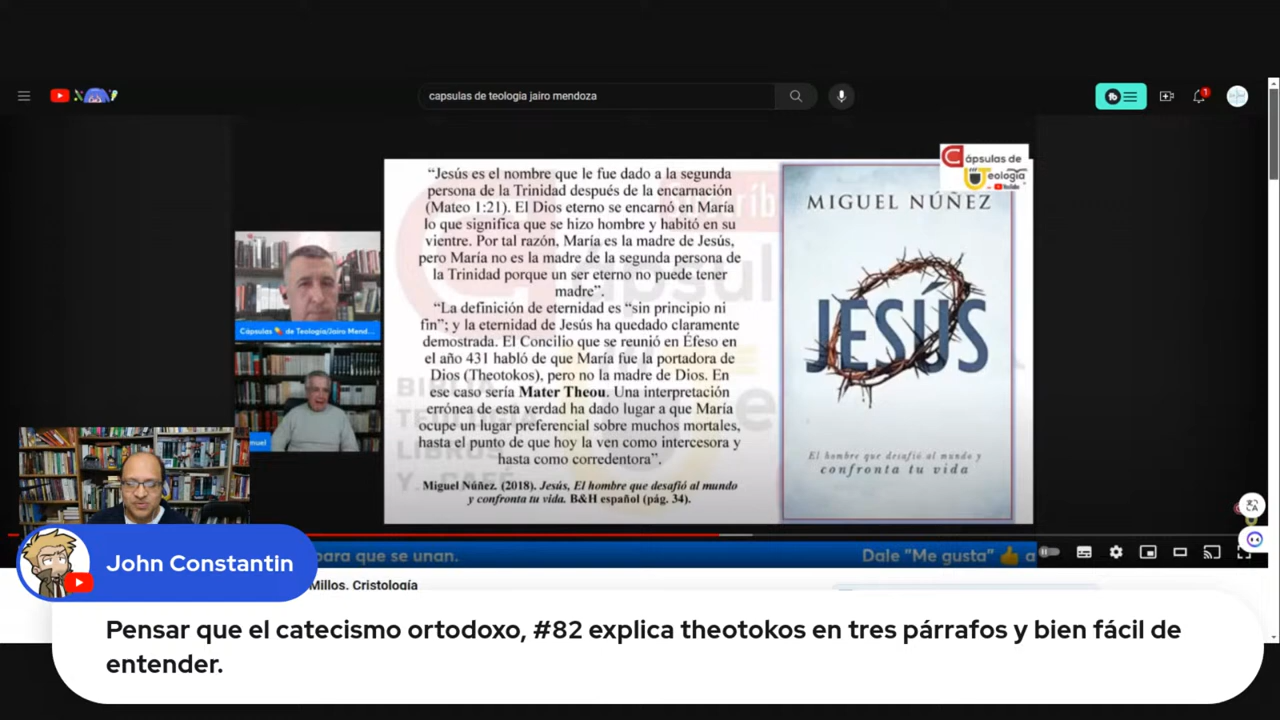 capsulas de teologia jairo mendoza
1
Cápsulas de
Teología
YouTube
“Jesús es el nombre que le fue dado a la segunda
persona de la Trinidad después de la encarnación
(Mateo 1:21). El Dios eterno se encarnó en María
lo que significa que se hizo hombre y habitó en su
vientre. Por tal razón, María es la madre de Jesús,
pero María no es la madre de la segunda persona de
la Trinidad porque un ser eterno no puede tener
madre”.
“La definición de eternidad es “sin principio ni
fin”; y la eternidad de Jesús ha quedado claramente
demostrada. El Concilio que se reunió en Éfeso en
el año 431 habló de que María fue la portadora de
Dios (Theotokos), pero no la madre de Dios. En
ese caso sería Mater Theou. Una interpretación
errónea de esta verdad ha dado lugar a que María
ocupe un lugar preferencial sobre muchos mortales,
hasta el punto de que hoy la ven como intercesora y
hasta como corredentora”.
Miguel Núñez. (2018). Jesús, El hombre que desafió al mundo
y confronta tu vida. B&H español (pág. 34).
MIGUEL NÚÑEZ
JESÚS
El hombre que desafió al mundo y
confronta tu vida
Cápsulas de Teología/Jairo Mend...
muel
para que se unan.
Dale "Me gusta" a
Millos. Cristología
John Constantin
Pensar que el catecismo ortodoxo, #82 explica theotokos en tres párrafos y bien fácil de
entender.